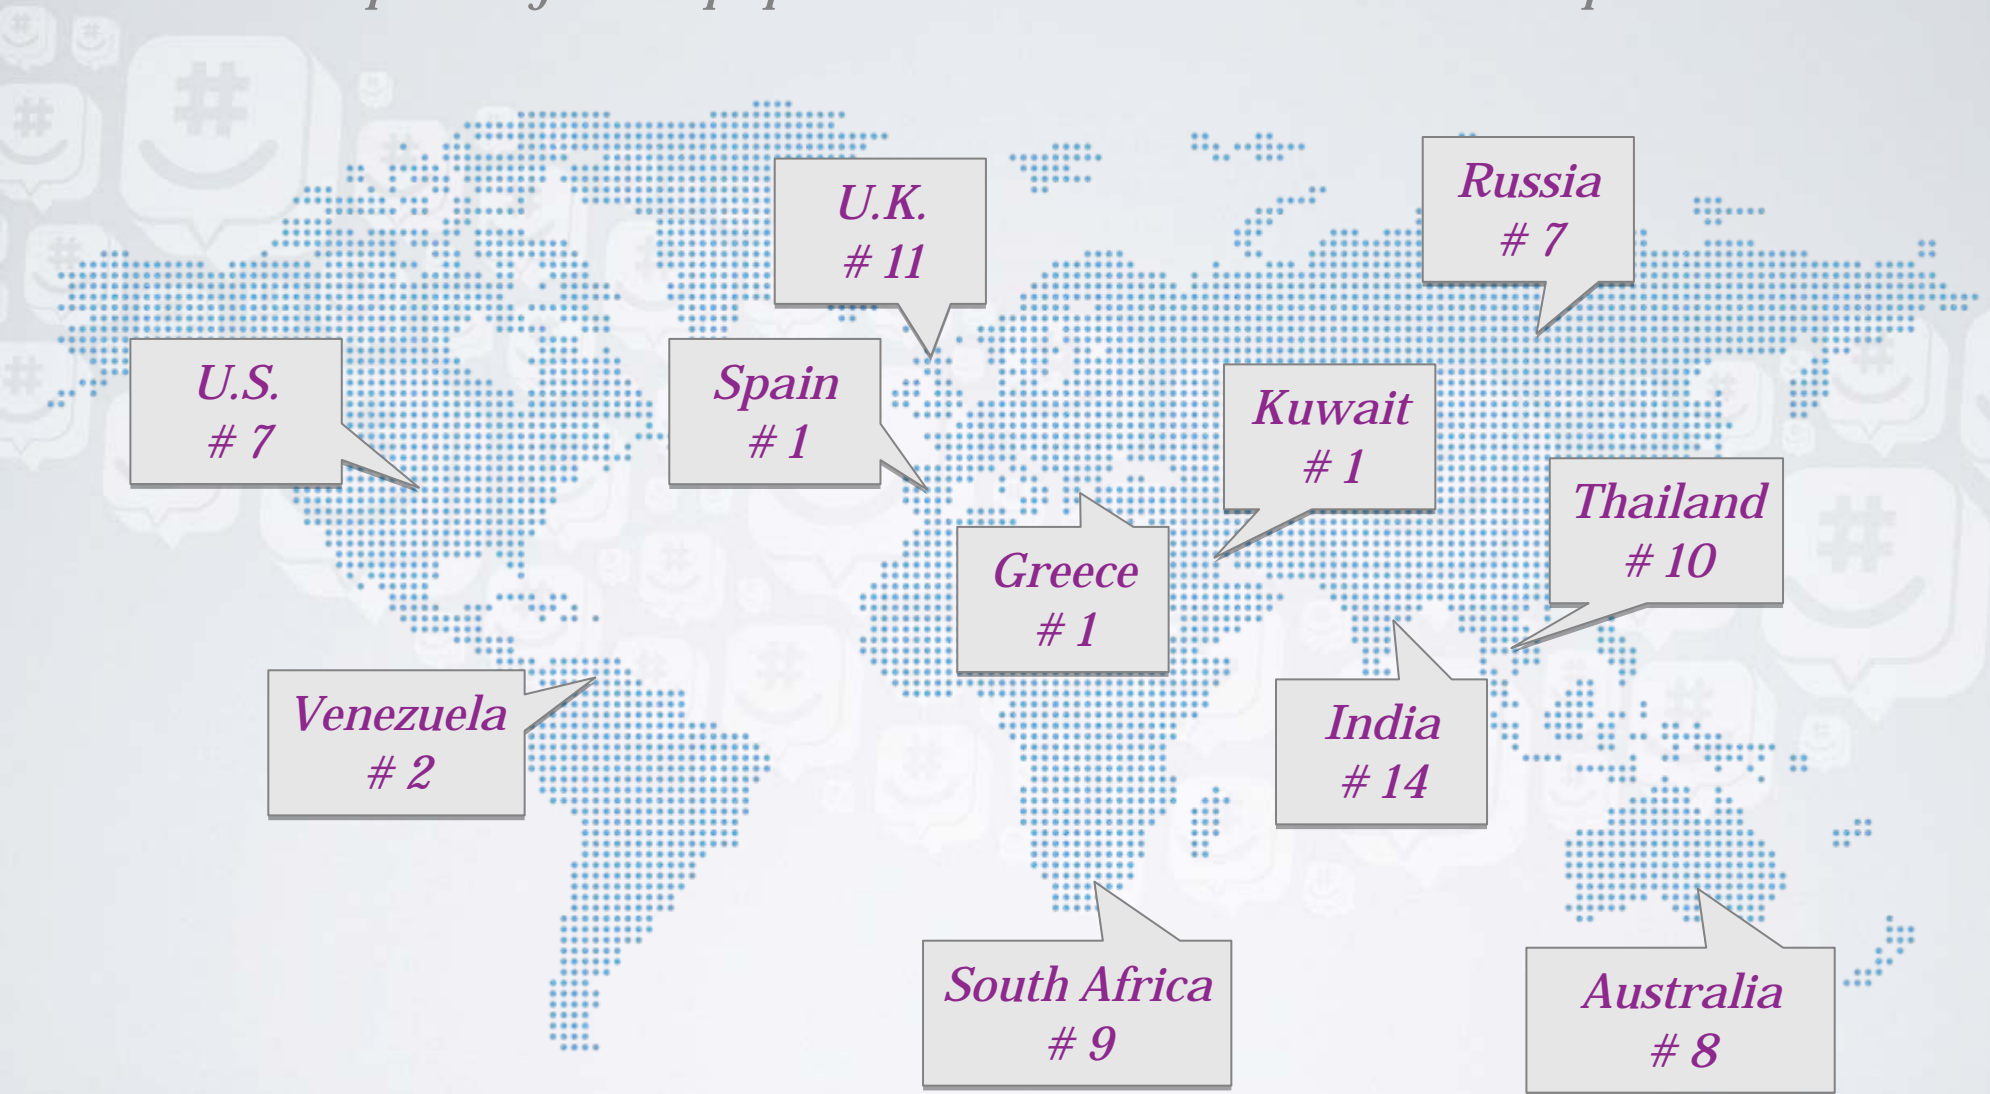 U.K.
# 11
Russia
# 7
U.S.
# 7
Spain
# 1
Kuwait
# 1
Thailand
# 10
Greece
# 1
Venezuela
# 2
India
# 14
South Africa
# 9
Australia
# 8